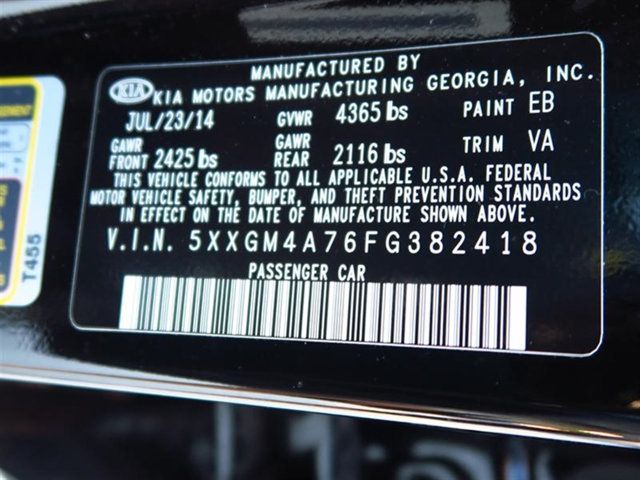 MANUFACTURED BY
KIA KIA MOTORS MANUFACTURING GEORGIA, INC.
JUL/23/14 GVWR 4365 lbs PAINT EB
GAWR FRONT 2425 lbs GAWR REAR 2116 lbs TRIM VA
THIS VEHICLE CONFORMS TO ALL APPLICABLE U.S.A. FEDERAL
MOTOR VEHICLE SAFETY, BUMPER, AND THEFT PREVENTION STANDARDS
IN EFFECT ON THE DATE OF MANUFACTURE SHOWN ABOVE.
V.I.N. 5XXGM4A76FG382418
PASSENGER CAR
T455